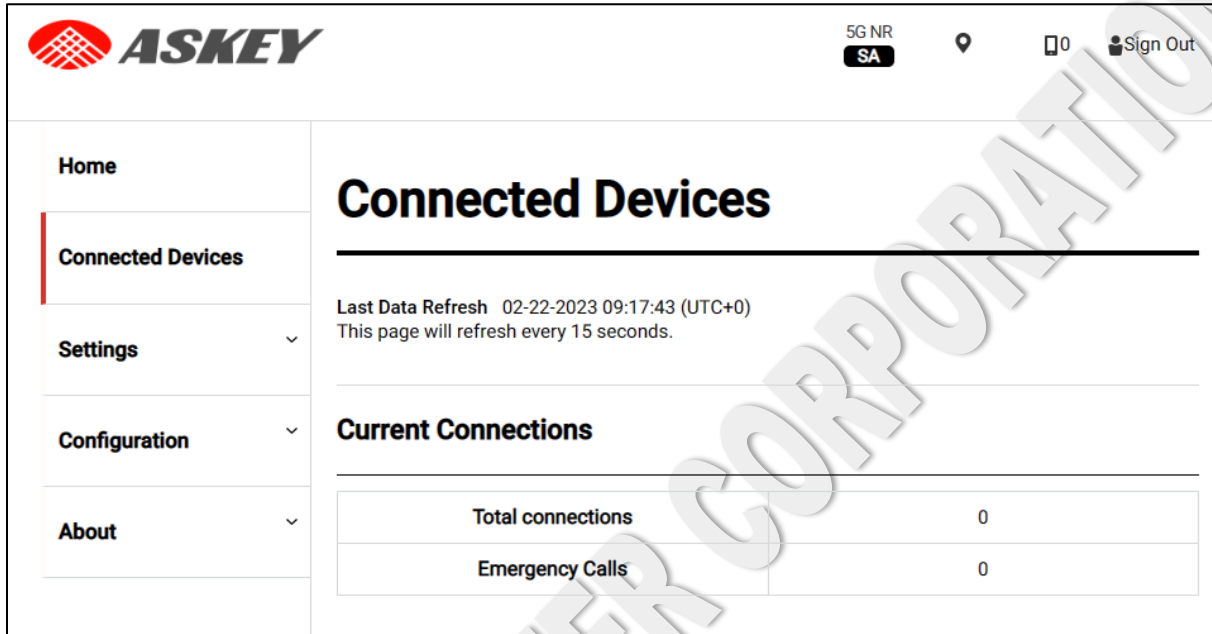 ASKEY
5G NR
SA
0
Sign Out
Home
Connected Devices
Settings
Configuration
About
Connected Devices
Last Data Refresh 02-22-2023 09:17:43 (UTC+0)
This page will refresh every 15 seconds.
Current Connections
Total connections 0
Emergency Calls 0
CORPORATIO